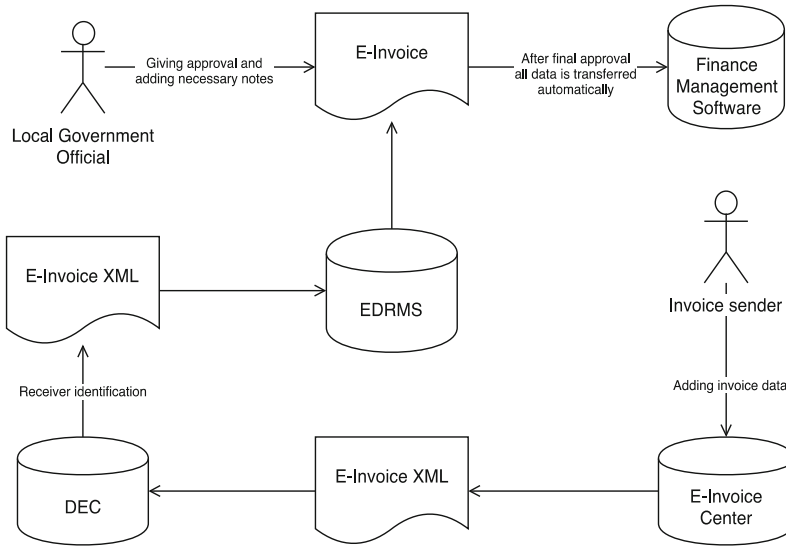 Giving approval and
adding necessary notes
E-Invoice
After final approval
all data is transferred
automatically
Finance
Management
Software
Local Government
Official
E-Invoice XML
EDRMS
Invoice sender
Receiver identification
Adding invoice data
DEC
E-Invoice XML
E-Invoice
Center